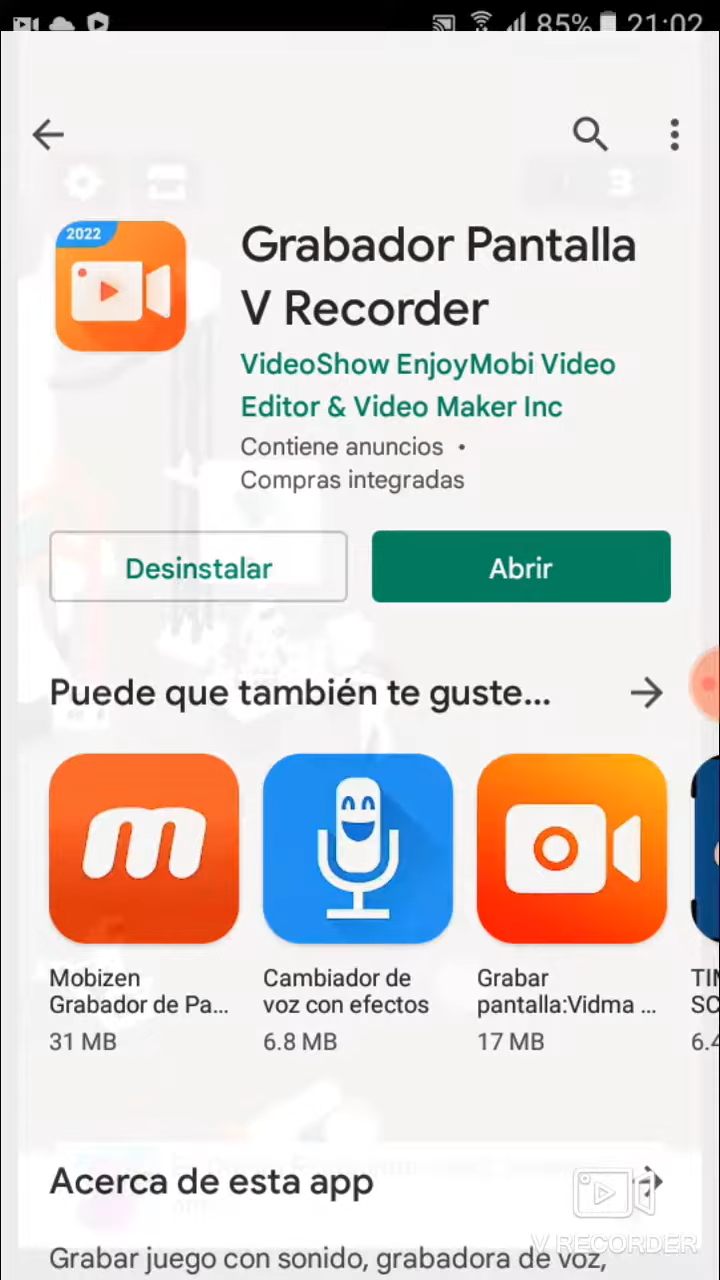 85% 21:02
3
2022
Grabador Pantalla
V Recorder
VideoShow EnjoyMobi Video
Editor & Video Maker Inc
Contiene anuncios •
Compras integradas
Desinstalar
Abrir
Puede que también te guste...
m
Mobizen
Grabador de Pa...
31 MB
Cambiador de
voz con efectos
6.8 MB
Grabar
pantalla:Vidma ...
17 MB
Acerca de esta app
V RECORDER
Grabar juego con sonido, grabadora de voz,